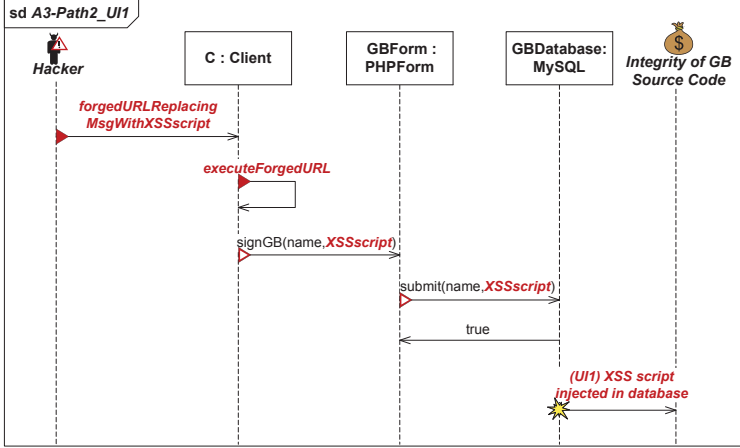 sd A3-Path2_UI1
Hacker
C : Client
GBForm :
PHPForm
GBDatabase:
MySQL
$
Integrity of GB
Source Code
forgedURLReplacing
MsgWithXSSscript
executeForgedURL
signGB(name,XSSscript)
submit(name,XSSscript)
true
(UI1) XSS script
injected in database